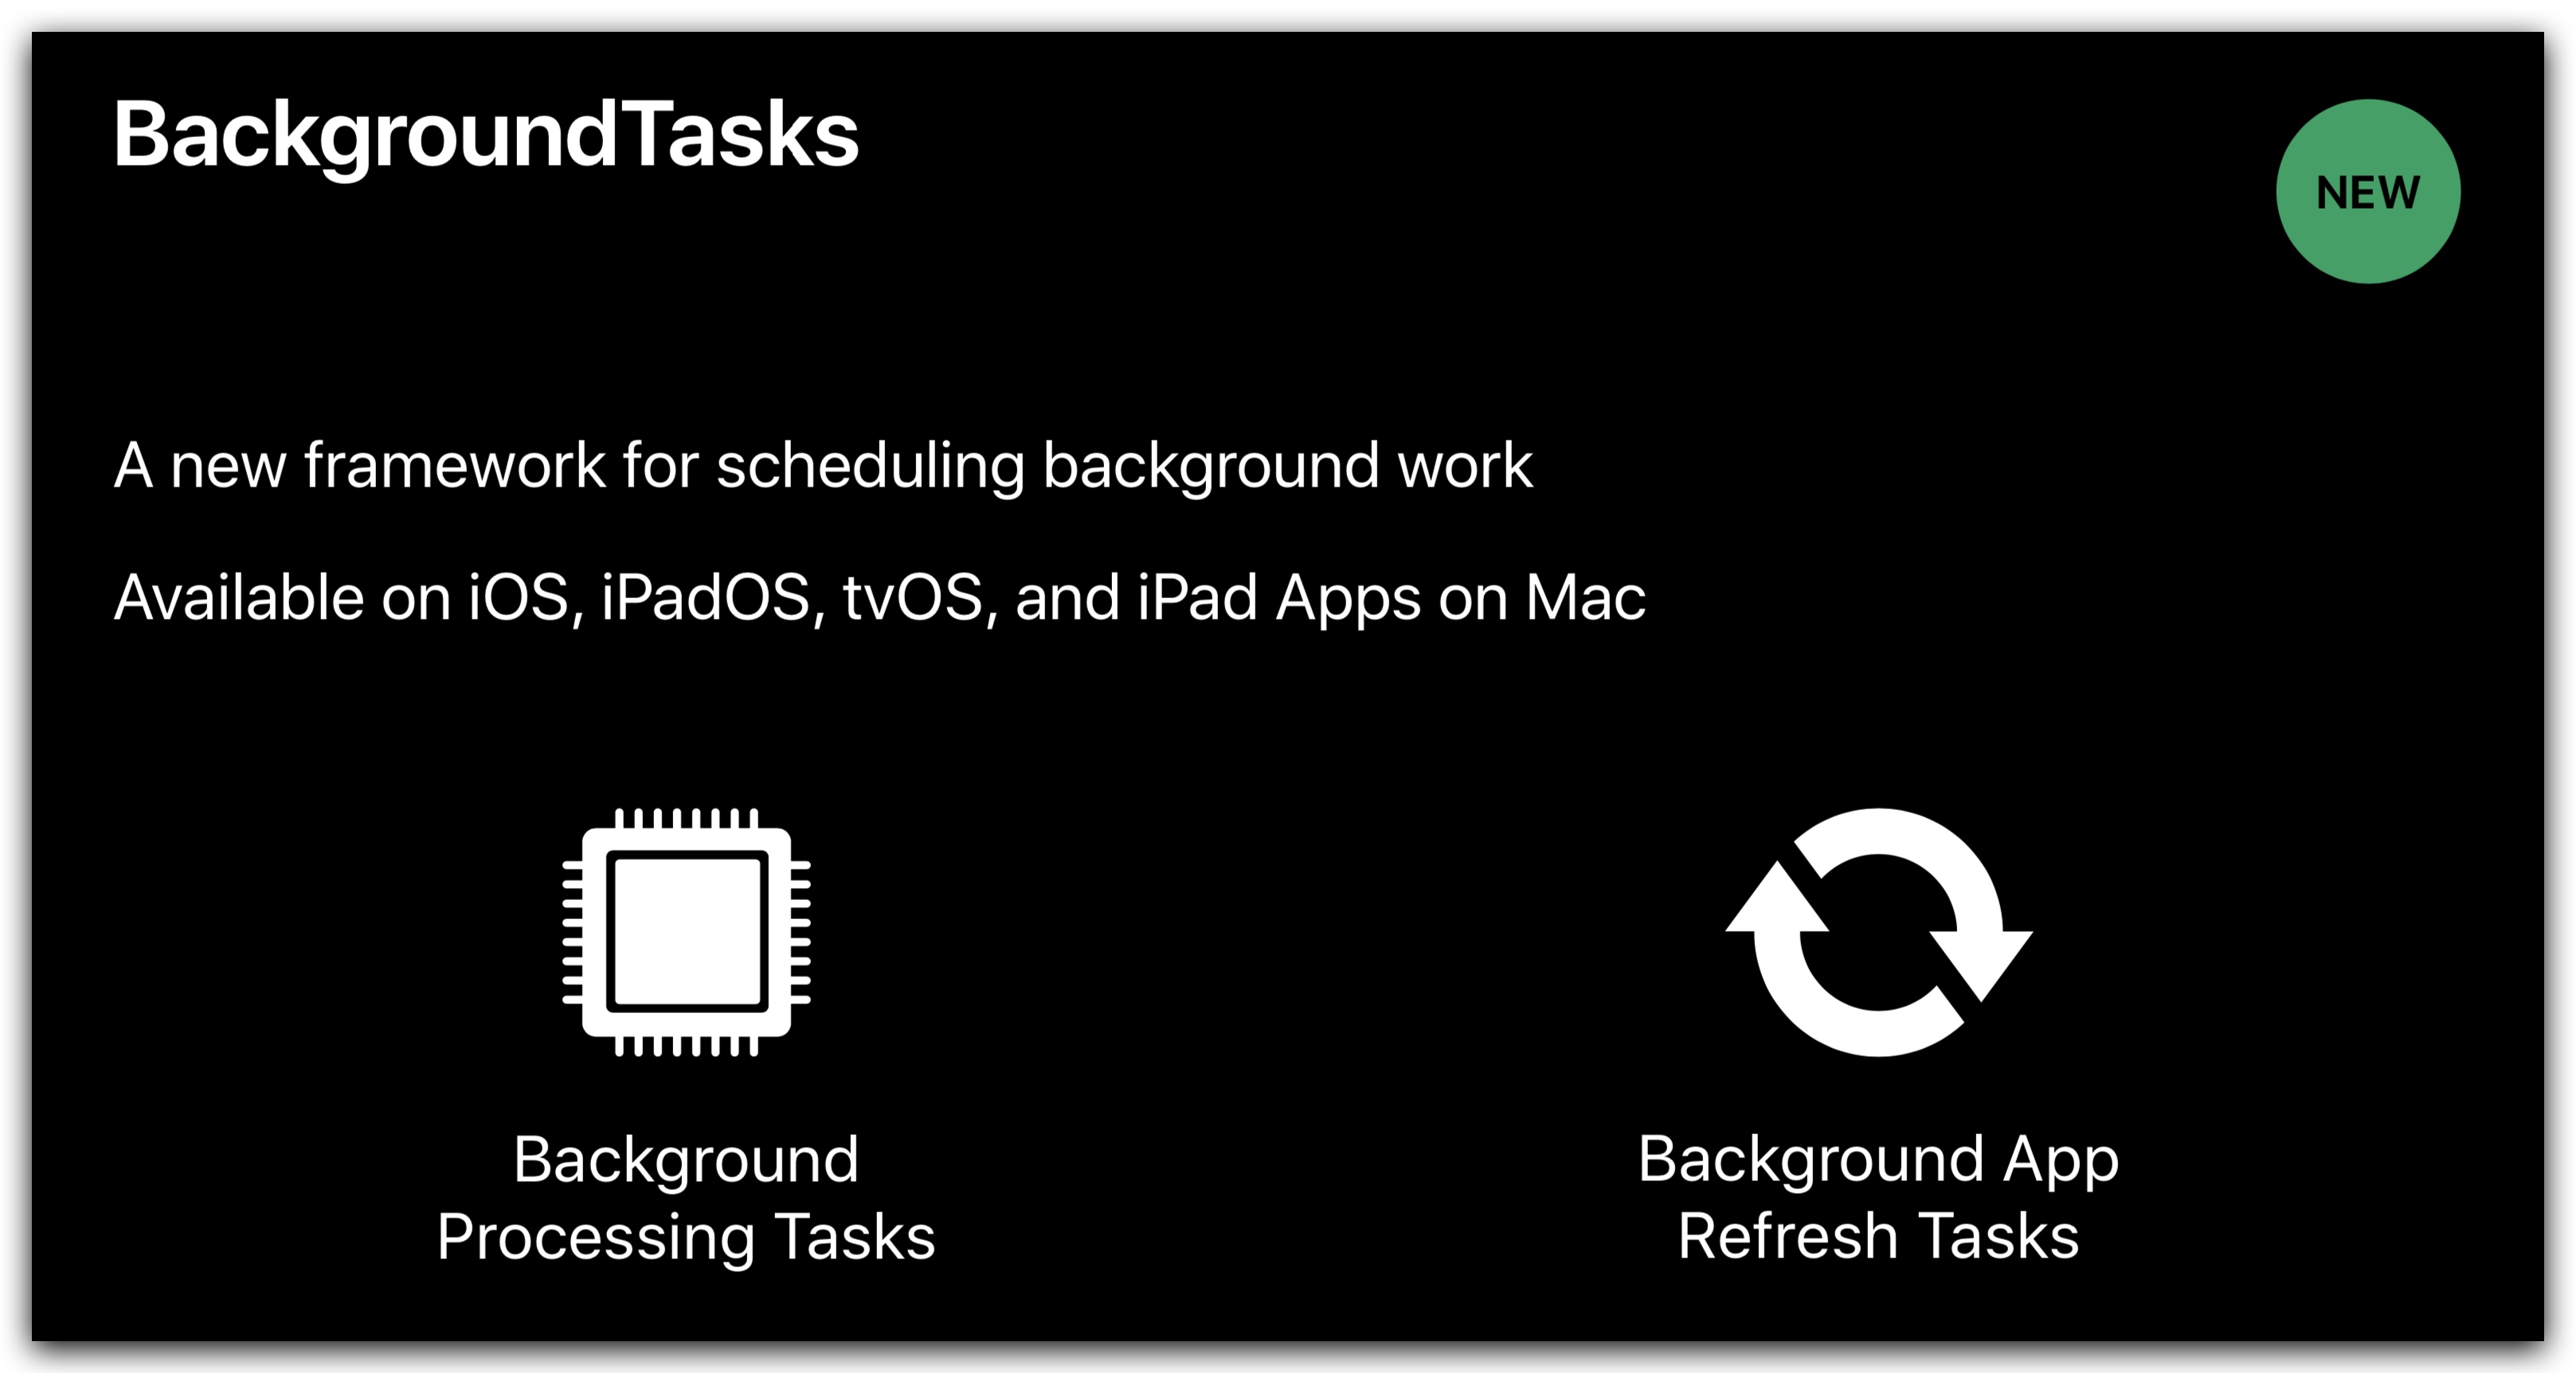 BackgroundTasks
NEW
A new framework for scheduling background work
Available on iOS, iPadOS, tvOS, and iPad Apps on Mac
Background
Processing Tasks
Background App
Refresh Tasks